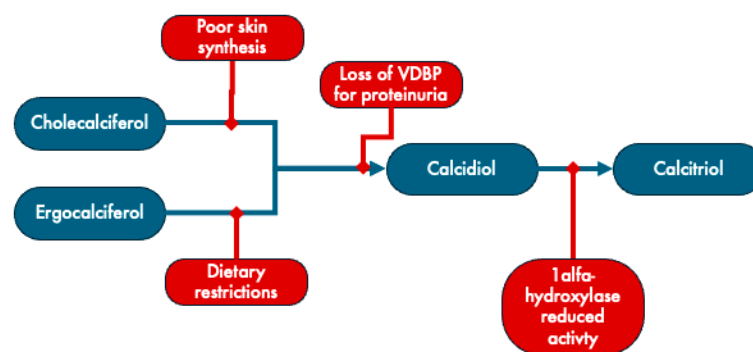 Poor skin
synthesis
Loss of VDBP
for proteinuria
Cholecalciferol
Calcidiol
Calcitriol
Ergocalciferol
Dietary
restrictions
1alfa-
hydroxylase
reduced
activty